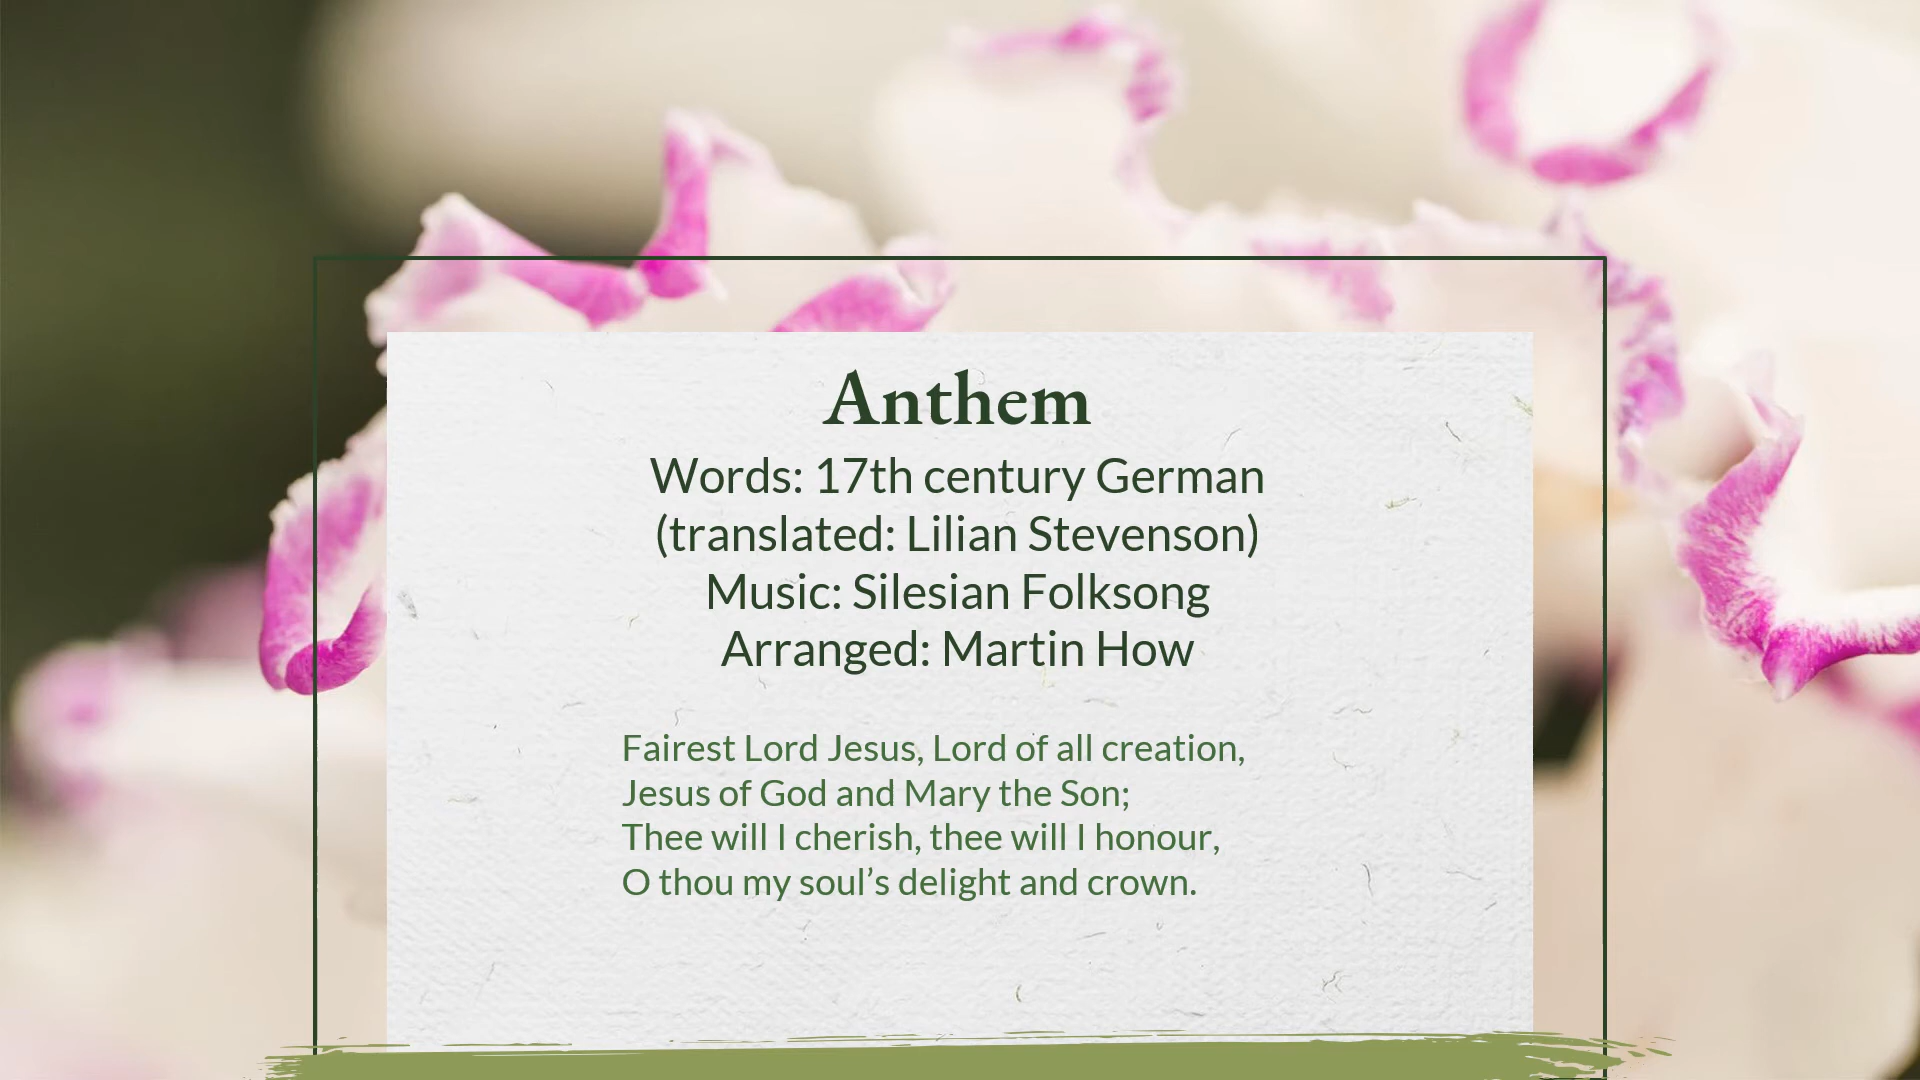 Anthem
Words: 17th century German
(translated: Lilian Stevenson)
Music: Silesian Folksong
Arranged: Martin How
Fairest Lord Jesus, Lord of all creation,
Jesus of God and Mary the Son;
Thee will I cherish, thee will I honour,
O thou my soul’s delight and crown.